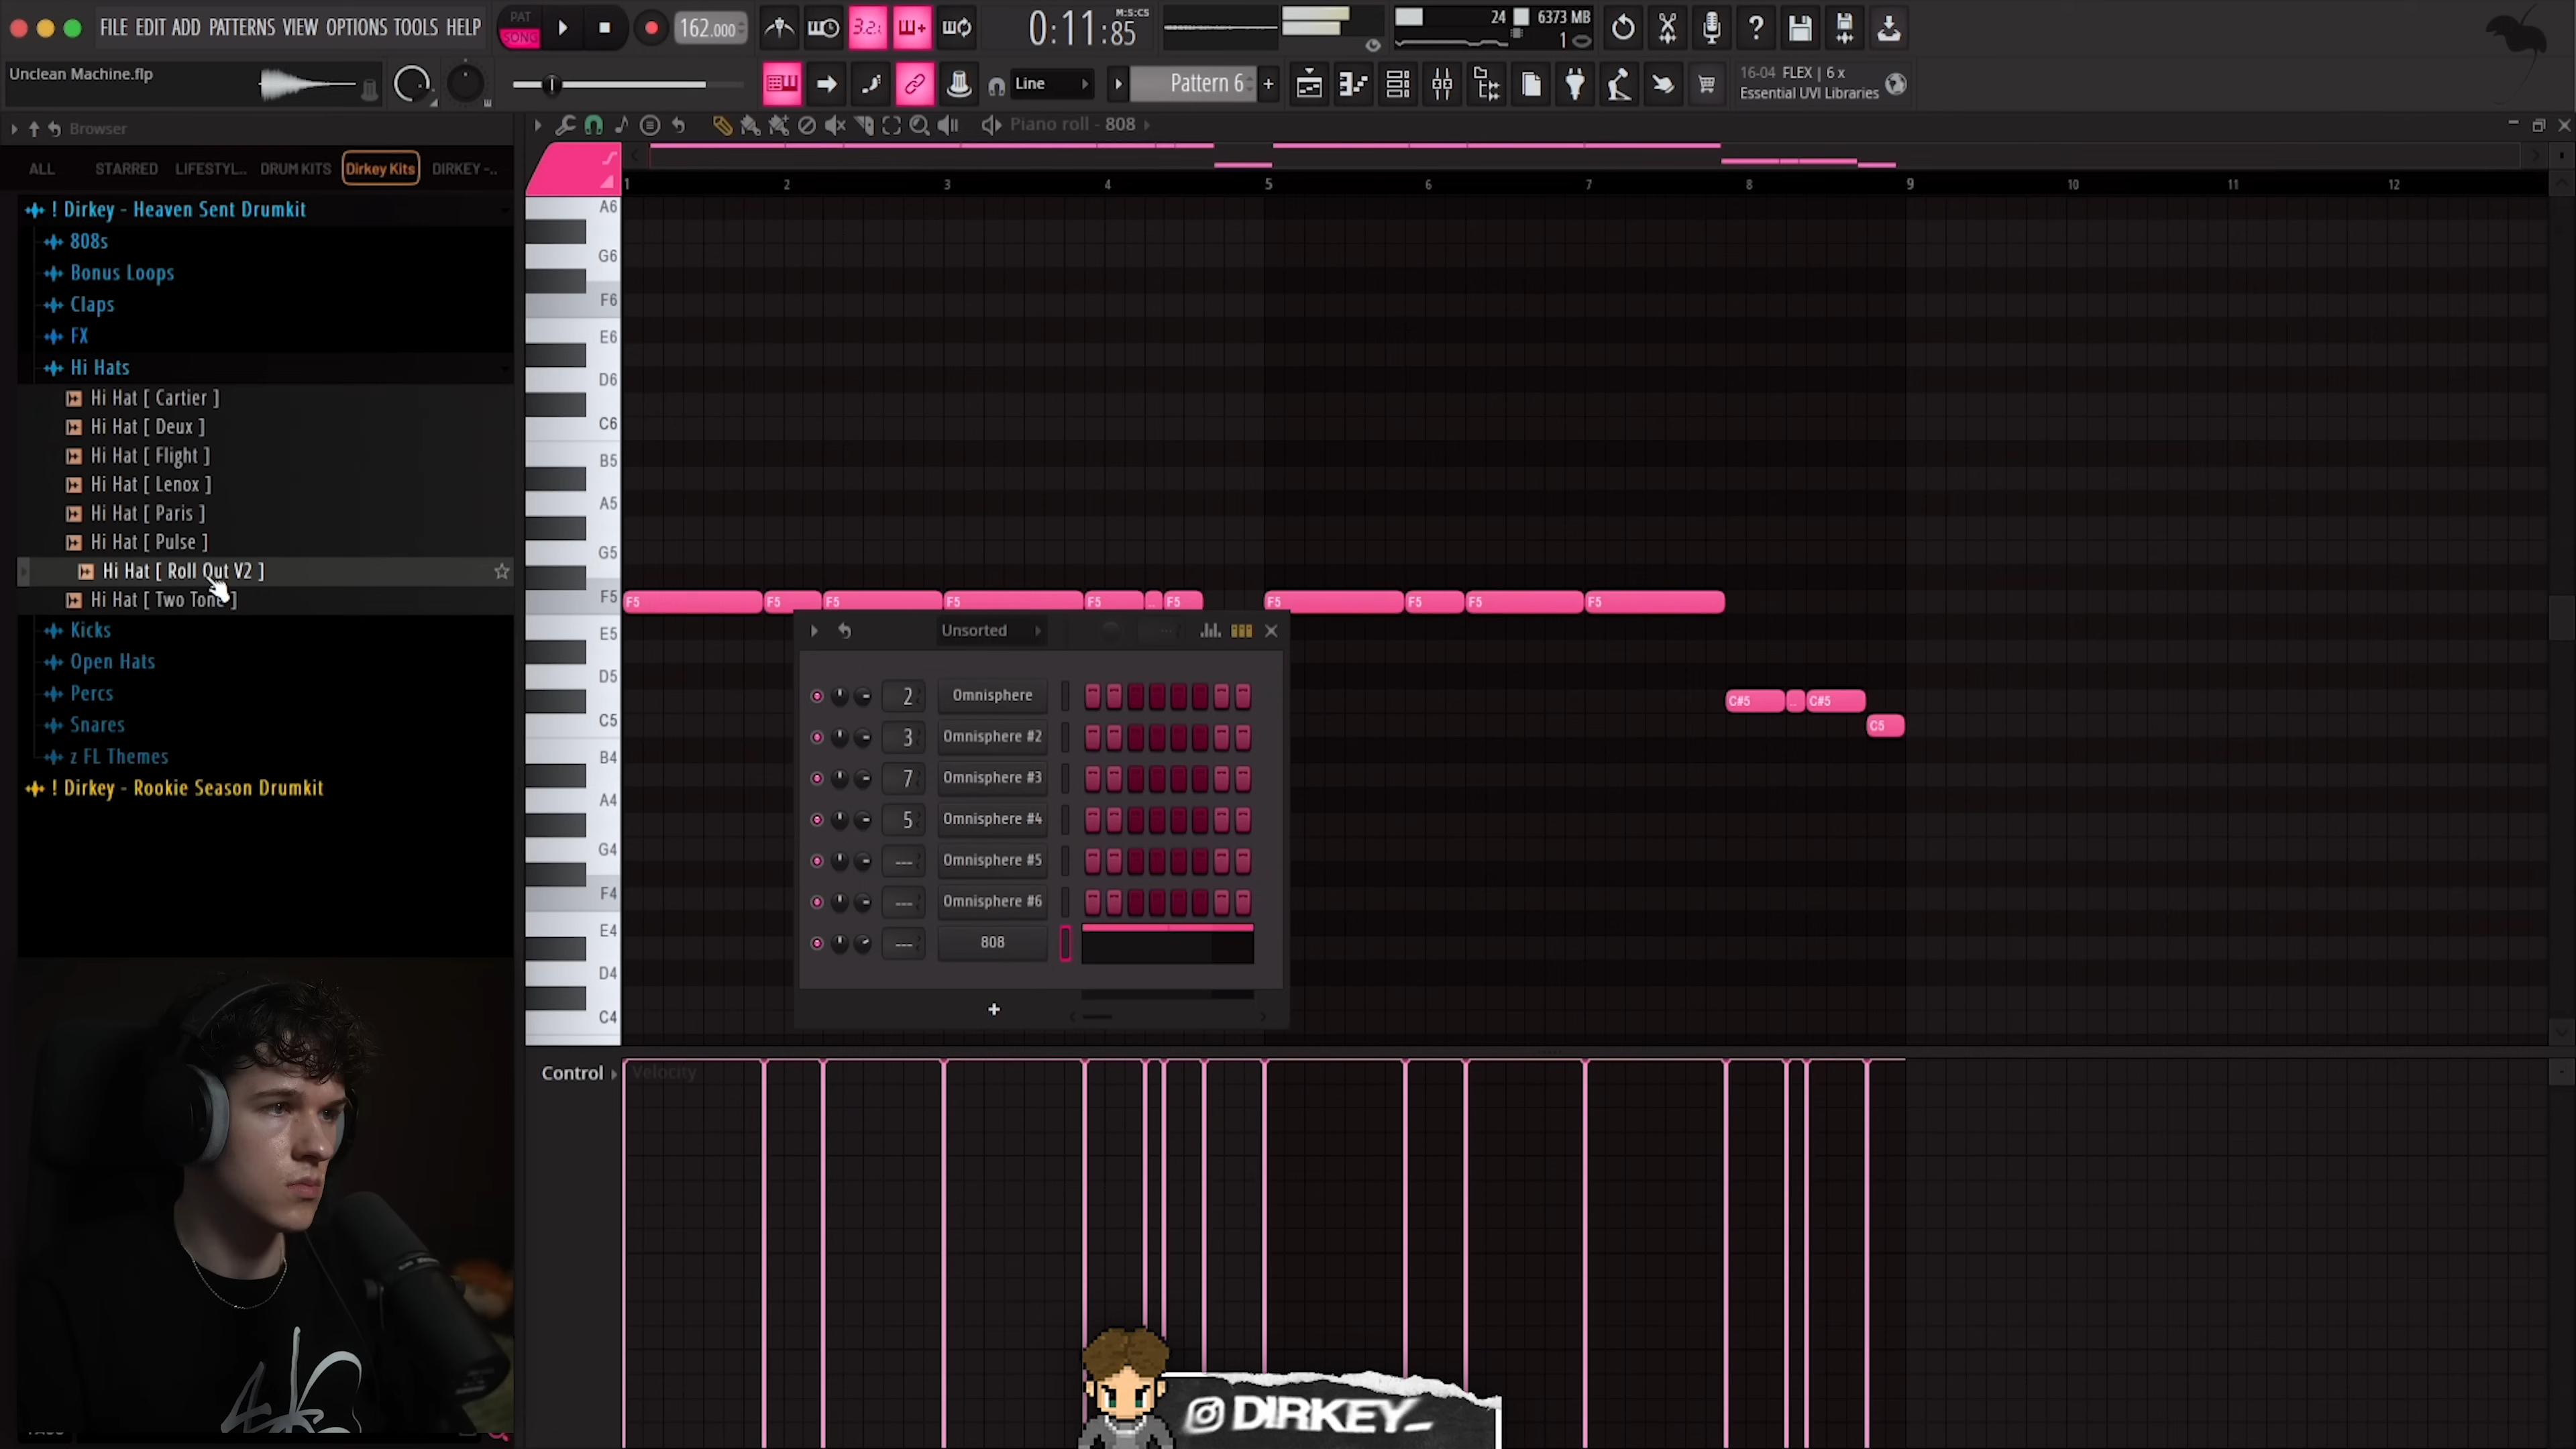 FILE EDIT ADD PATTERNS VIEW OPTIONS TOOLS HELP
PAT
SONG
162.000
3.2.
0:11:85
M:S:CS
24
6373 MB
1
Unclean Machine.flp
Line
Pattern 6
+
16-04 FLEX | 6 x
Essential UVI Libraries
Browser
Piano roll - 808
ALL STARRED LIFESTYL... DRUM KITS Dirkey Kits DIRKEY -..
1 2 3 4 5 6 7 8 9 10 11 12
! Dirkey - Heaven Sent Drumkit
808s
Bonus Loops
Claps
FX
Hi Hats
Hi Hat [ Cartier ]
Hi Hat [ Deux ]
Hi Hat [ Flight ]
Hi Hat [ Lenox ]
Hi Hat [ Paris ]
Hi Hat [ Pulse ]
Hi Hat [ Roll Out V2 ]
Hi Hat [ Two Tone ]
Kicks
Open Hats
Percs
Snares
z FL Themes
! Dirkey - Rookie Season Drumkit
A6
G6
F6
E6
D6
C6
B5
A5
G5
F5
E5
D5
C5
B4
A4
G4
F4
E4
D4
C4
F5 F5 F5 F5 F5 .. F5 F5 F5 F5 F5
C#5 .. C#5
C5
Unsorted
2 Omnisphere
3 Omnisphere #2
7 Omnisphere #3
5 Omnisphere #4
--- Omnisphere #5
--- Omnisphere #6
--- 808
+
Control
Velocity
DIRKEY_